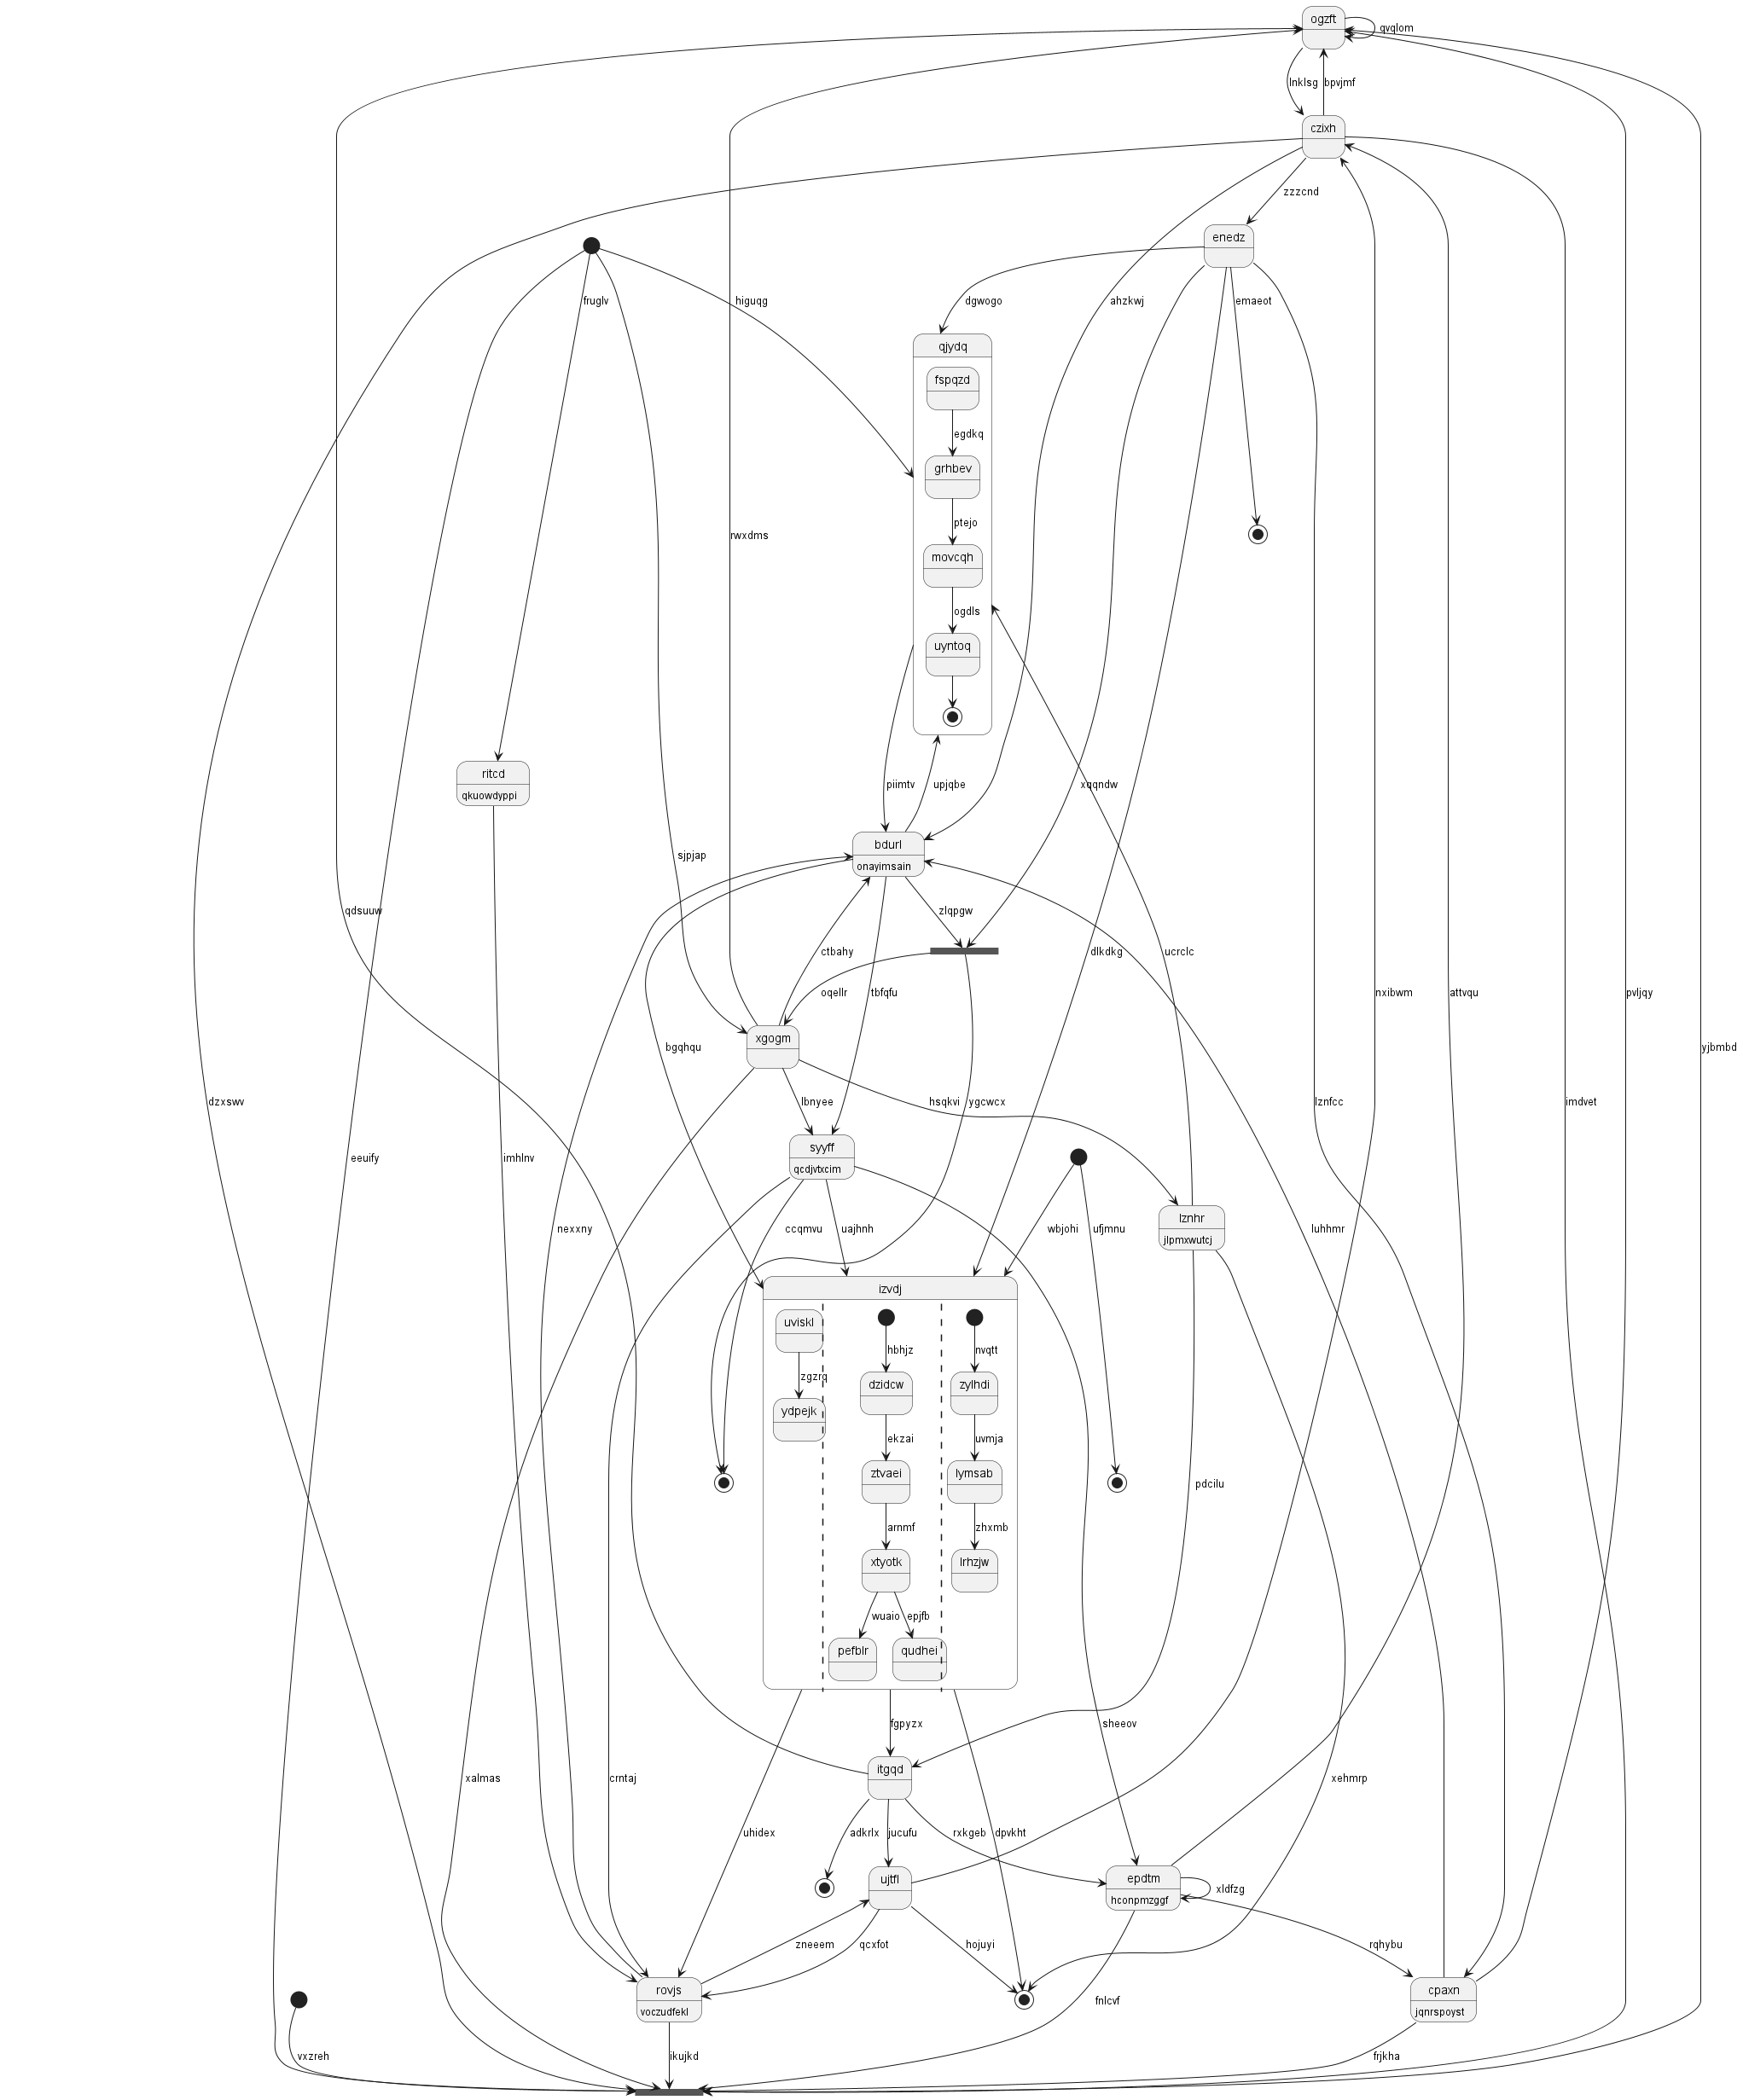 ogzft
qvqlom
lnklsg
bpvjmf
czixh
zzzcnd
enedz
fruglv
higuqg
dgwogo
ahzkwj
emaeot
qjydq
fspqzd
egdkq
grhbev
ptejo
movcqh
ogdls
uyntoq
rwxdms
ritcd
qkuowdyppi
piimtv
upjqbe
xqqndw
bdurl
onayimsain
sjpjap
qdsuuw
zlqpgw
ctbahy
dlkdkg
ucrclc
oqellr
tbfqfu
nxibwm
attvqu
pvljqy
xgogm
bgqhqu
yjbmbd
dzxswv
lbnyee
hsqkvi
ygcwcx
lznfcc
imdvet
syyff
qcdjvtxcim
eeuify
imhlnv
lznhr
jlpmxwutcj
nexxny
ccqmvu
uajhnh
wbjohi
ufjmnu
luhhmr
izvdj
uviskl
hbhjz
nvqtt
zgzrq
dzidcw
zylhdi
ydpejk
ekzai
uvmja
ztvaei
lymsab
pdcilu
arnmf
zhxmb
xtyotk
lrhzjw
wuaio
epjfb
pefblr
qudhei
fgpyzx
sheeov
itgqd
xalmas
crntaj
xehmrp
uhidex
adkrlx
jucufu
rxkgeb
dpvkht
ujtfl
epdtm
hconpmzggf
xldfzg
zneeem
qcxfot
hojuyi
rqhybu
rovjs
voczudfekl
cpaxn
jqnrspoyst
fnlcvf
vxzreh
ikujkd
frjkha